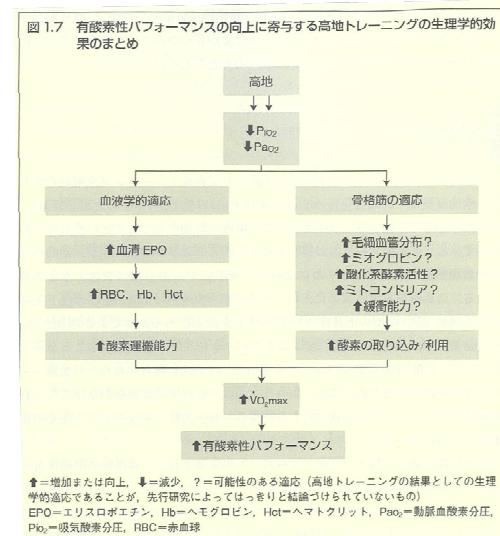 図1.7 有酸素性パフォーマンスの向上に寄与する高地トレーニングの生理学的効
果のまとめ
高地
⬇PIO2
⬇PaO2
血液学的適応
⬆血清 EPO
⬆RBC，Hb，Hct
⬆酸素運搬能力
骨格筋の適応
⬆毛細血管分布？
⬆ミオグロビン？
⬆酸化系酵素活性？
⬆ミトコンドリア？
⬆緩衝能力？
⬆酸素の取り込み/利用
⬆V̇O2max
⬆有酸素性パフォーマンス
⬆＝増加または向上，⬇＝減少，？＝可能性のある適応（高地トレーニングの結果としての生理
学的適応であることが，先行研究によってはっきりと結論づけられていないもの）
EPO＝エリスロポエチン，Hb＝ヘモグロビン，Hct＝ヘマトクリット，Pao2＝動脈血酸素分圧，
Pio2＝吸気酸素分圧，RBC＝赤血球